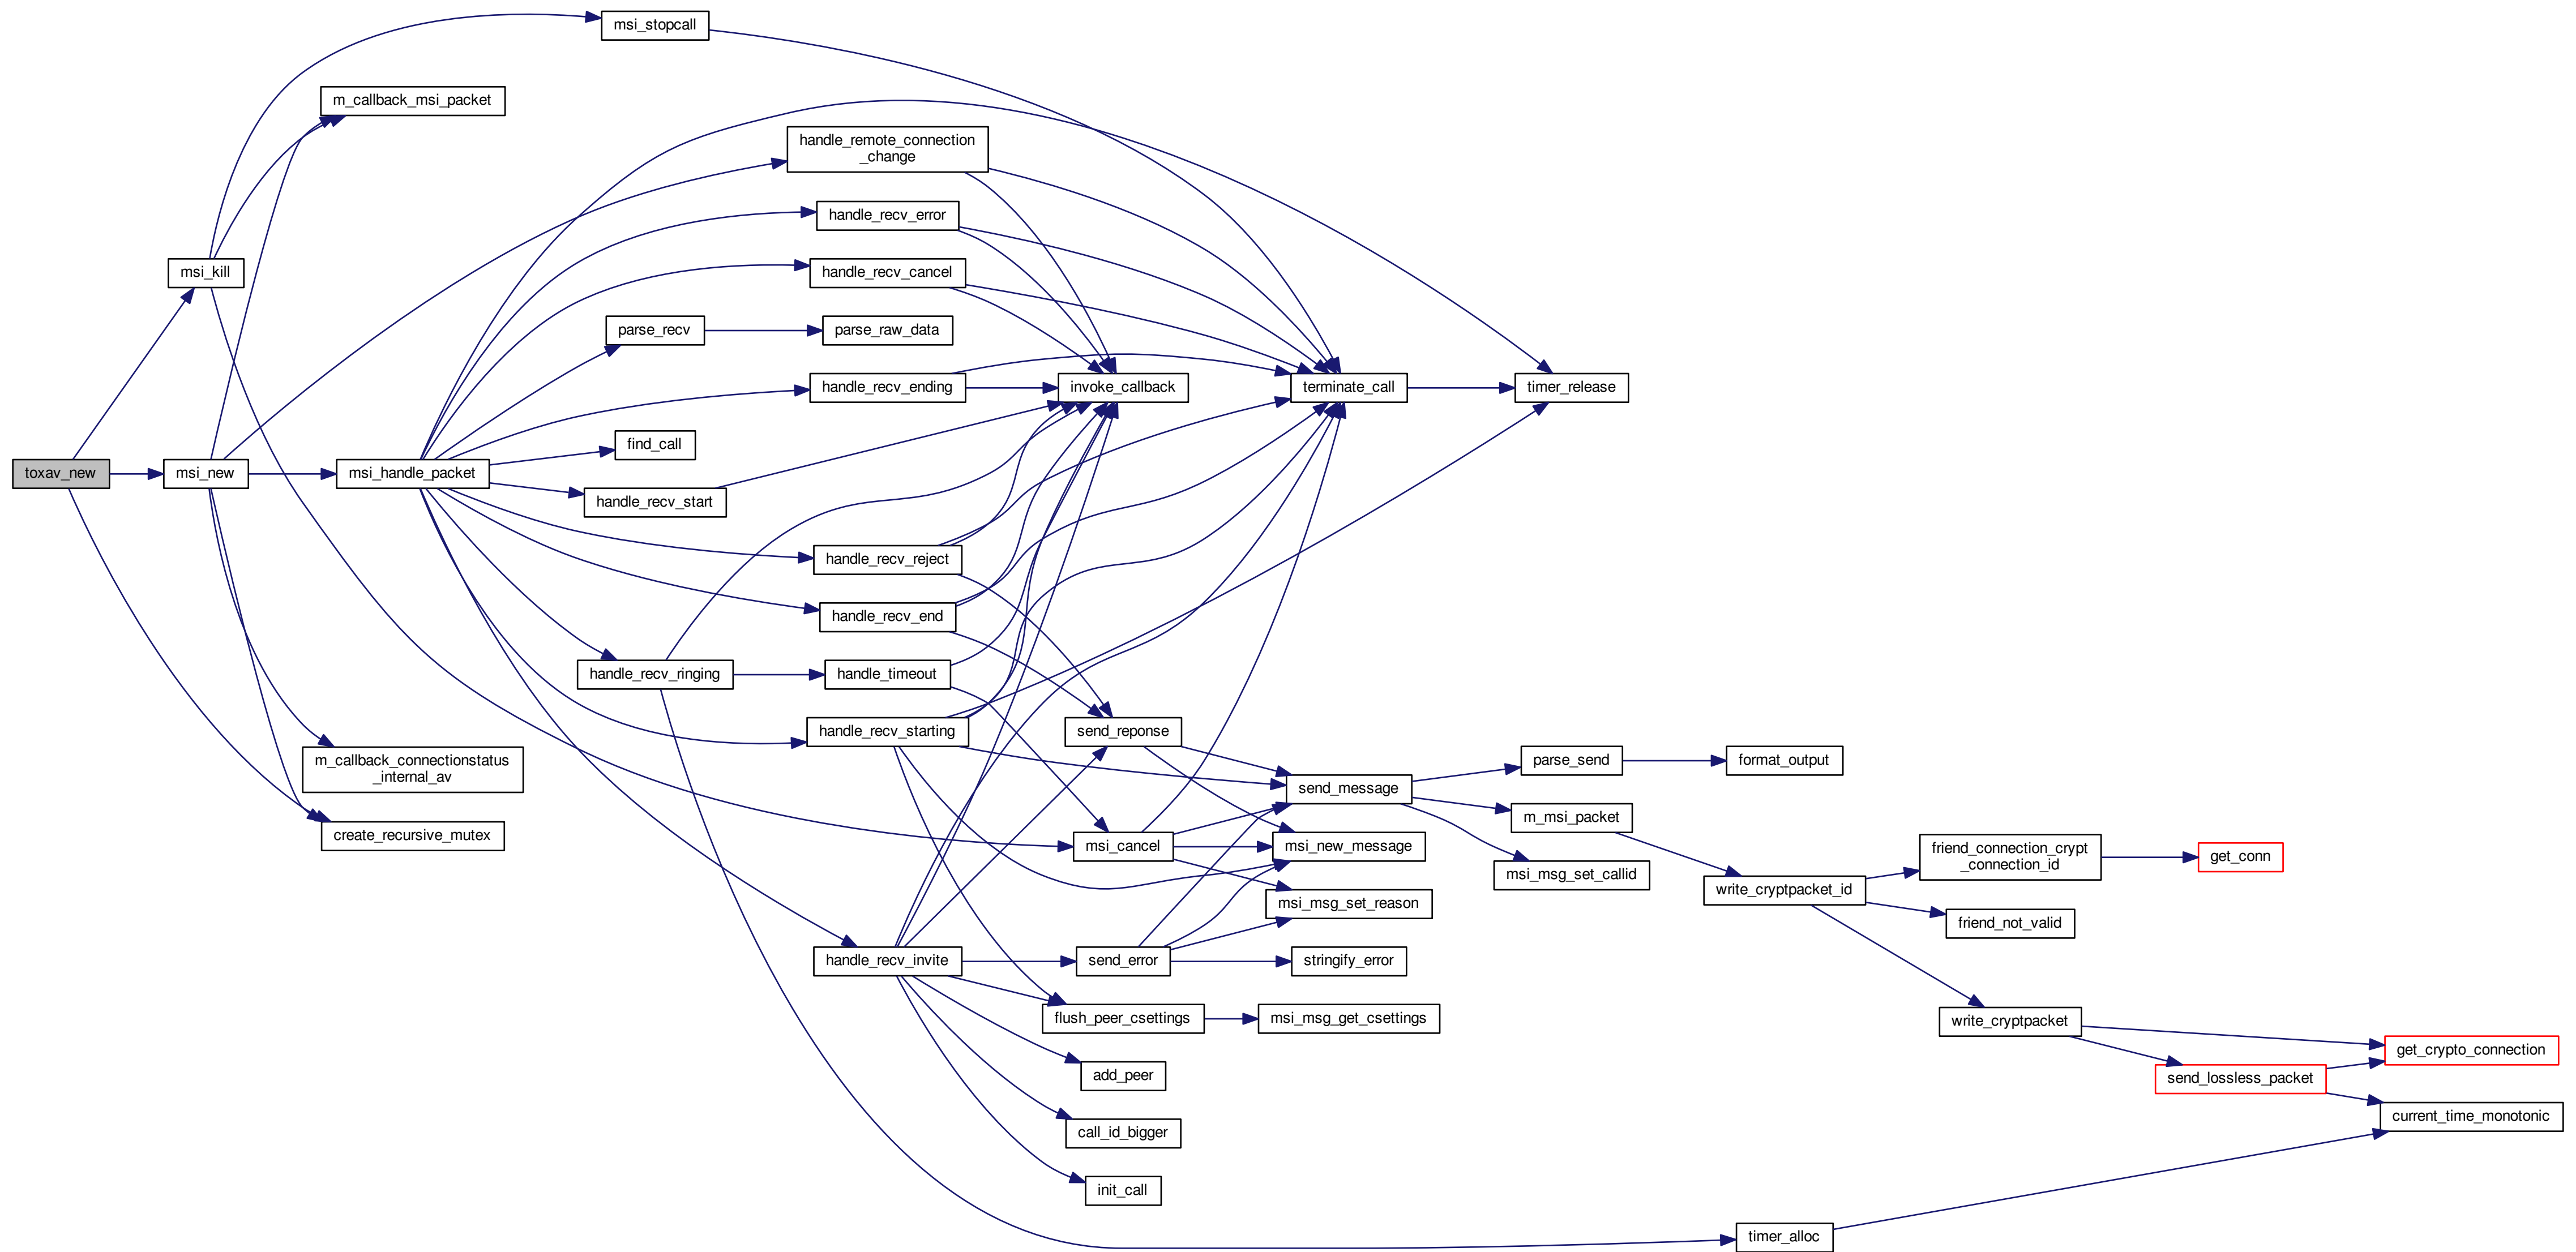 msi_stopcall
m_callback_msi_packet
handle_remote_connection
_change
handle_recv_error
msi_kill
handle_recv_cancel
parse_recv
parse_raw_data
handle_recv_ending
invoke_callback
terminate_call
timer_release
find_call
toxav_new
msi_new
msi_handle_packet
handle_recv_start
handle_recv_reject
handle_recv_end
handle_recv_ringing
handle_timeout
handle_recv_starting
send_reponse
m_callback_connectionstatus
_internal_av
parse_send
format_output
send_message
m_msi_packet
create_recursive_mutex
msi_cancel
msi_new_message
friend_connection_crypt
_connection_id
get_conn
msi_msg_set_callid
write_cryptpacket_id
msi_msg_set_reason
friend_not_valid
handle_recv_invite
send_error
stringify_error
flush_peer_csettings
msi_msg_get_csettings
write_cryptpacket
get_crypto_connection
add_peer
send_lossless_packet
current_time_monotonic
call_id_bigger
init_call
timer_alloc